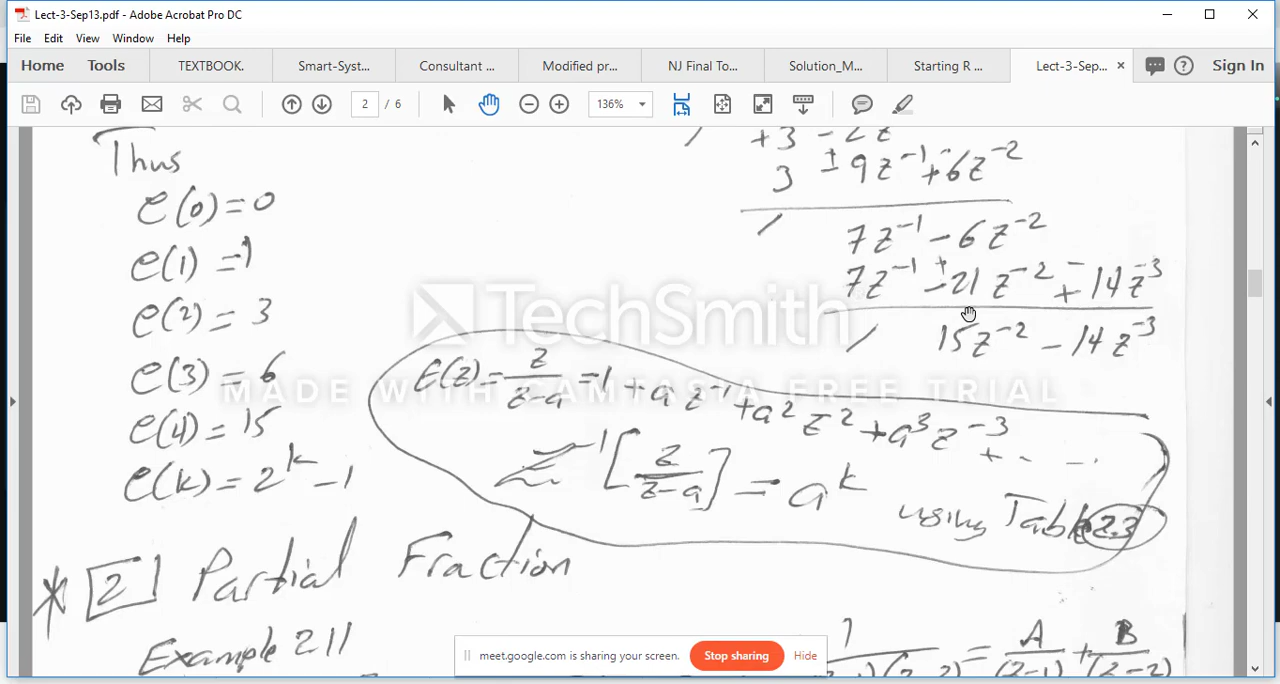 Lect-3-Sep13.pdf - Adobe Acrobat Pro DC
File Edit View Window Help
Home Tools TEXTBOOK. Smart-Syst... Consultant ... Modified pr... NJ Final To... Solution_M... Starting R ... Lect-3-Sep... × Sign In
2 / 6 136%
+3 - 2z
Thus
3 - 9z⁻¹ + 6z⁻²
e(0) = 0
7z⁻¹ - 6z⁻²
e(1) = 1
7z⁻¹ - 21z⁻² + 14z⁻³
e(2) = 3
15z⁻² - 14z⁻³
TechSmith
E(z) = z/(z-a) = 1 + az⁻¹ + a²z² + a³z⁻³ + ...
e(3) = 6
MADE WITH CAMTASIA FREE TRIAL
e(4) = 15
Z⁻¹[z/(z-a)] = aᵏ using Table 2.3
e(k) = 2ᵏ - 1
* 2 Partial Fraction
Example 2.11
= A/(z-1) + B/(z-2)
meet.google.com is sharing your screen. Stop sharing Hide